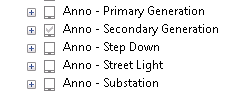 Anno - Primary Generation
Anno - Secondary Generation
Anno - Step Down
Anno - Street Light
Anno - Substation